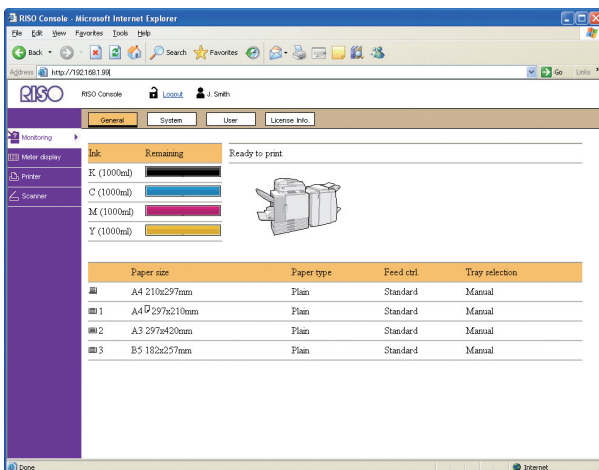 RISO Console - Microsoft Internet Explorer
File Edit View Favorites Tools Help
Back Search Favorites
Address http://192.168.1.99| Go Links
RISO RISO Console Logout J. Smith
General System User License Info.
Monitoring
Meter display
Printer
Scanner
Ink Remaining Ready to print.
K (1000ml)
C (1000ml)
M (1000ml)
Y (1000ml)
Paper size Paper type Feed ctrl. Tray selection
A4 210x297mm Plain Standard Manual
1 A4 297x210mm Plain Standard Manual
2 A3 297x420mm Plain Standard Manual
3 B5 182x257mm Plain Standard Manual
Done Internet